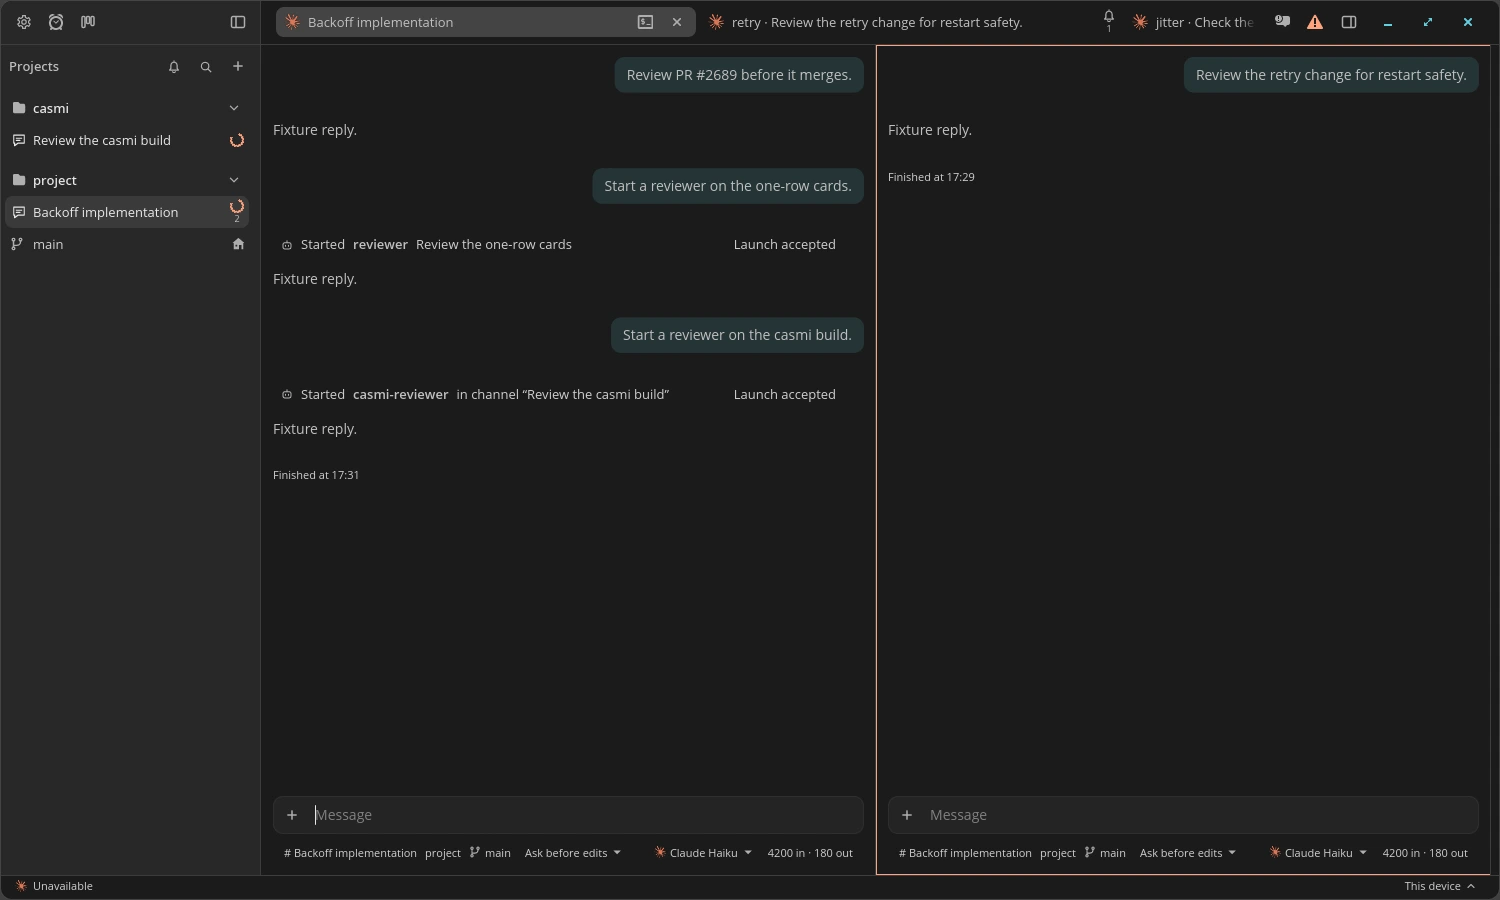 Backoff implementation
retry · Review the retry change for restart safety.
1
jitter · Check the
Projects
casmi
Review the casmi build
project
Backoff implementation
2
main
Review PR #2689 before it merges.
Fixture reply.
Start a reviewer on the one-row cards.
Started reviewer Review the one-row cards Launch accepted
Fixture reply.
Start a reviewer on the casmi build.
Started casmi-reviewer in channel “Review the casmi build” Launch accepted
Fixture reply.
Finished at 17:31
Message
# Backoff implementation project main Ask before edits Claude Haiku 4200 in · 180 out
Review the retry change for restart safety.
Fixture reply.
Finished at 17:29
Message
# Backoff implementation project main Ask before edits Claude Haiku 4200 in · 180 out
Unavailable
This device